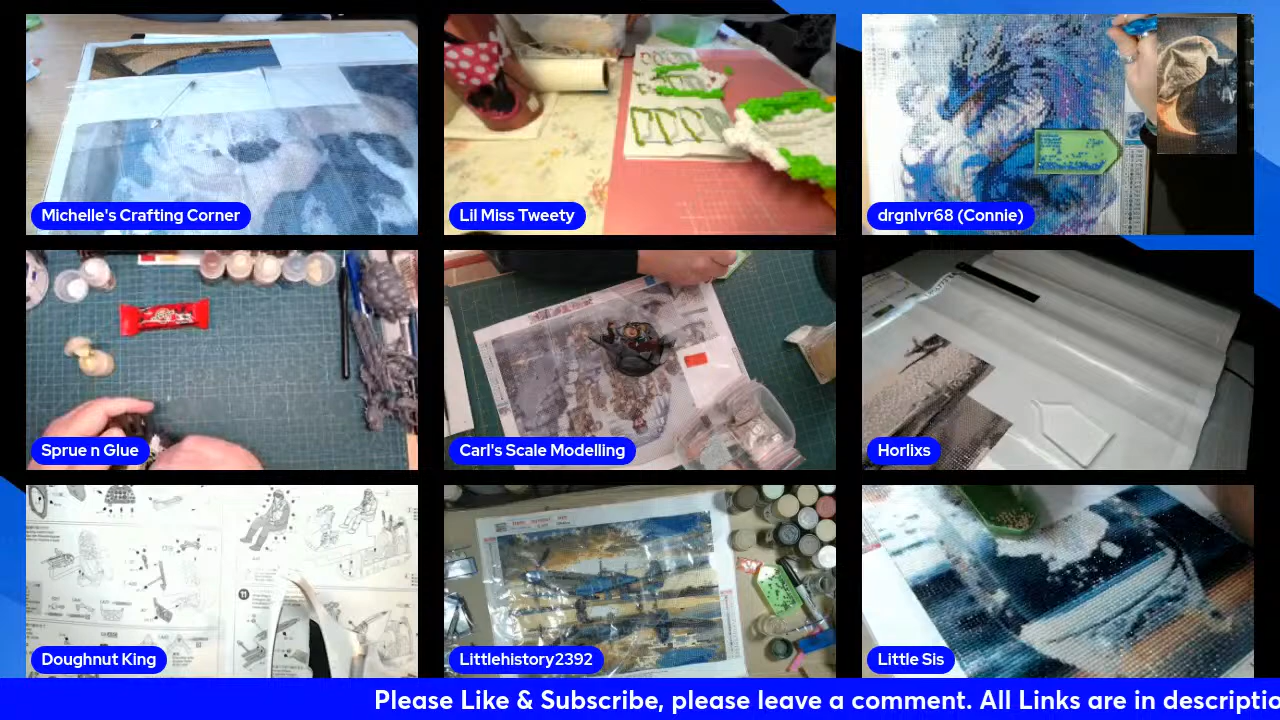 Michelle's Crafting Corner
Lil Miss Tweety
drgnlvr68 (Connie)
Sprue n Glue
Carl's Scale Modelling
Horlixs
11
Doughnut King
Littlehistory2392
Little Sis
Please Like & Subscribe, please leave a comment. All Links are in descriptio